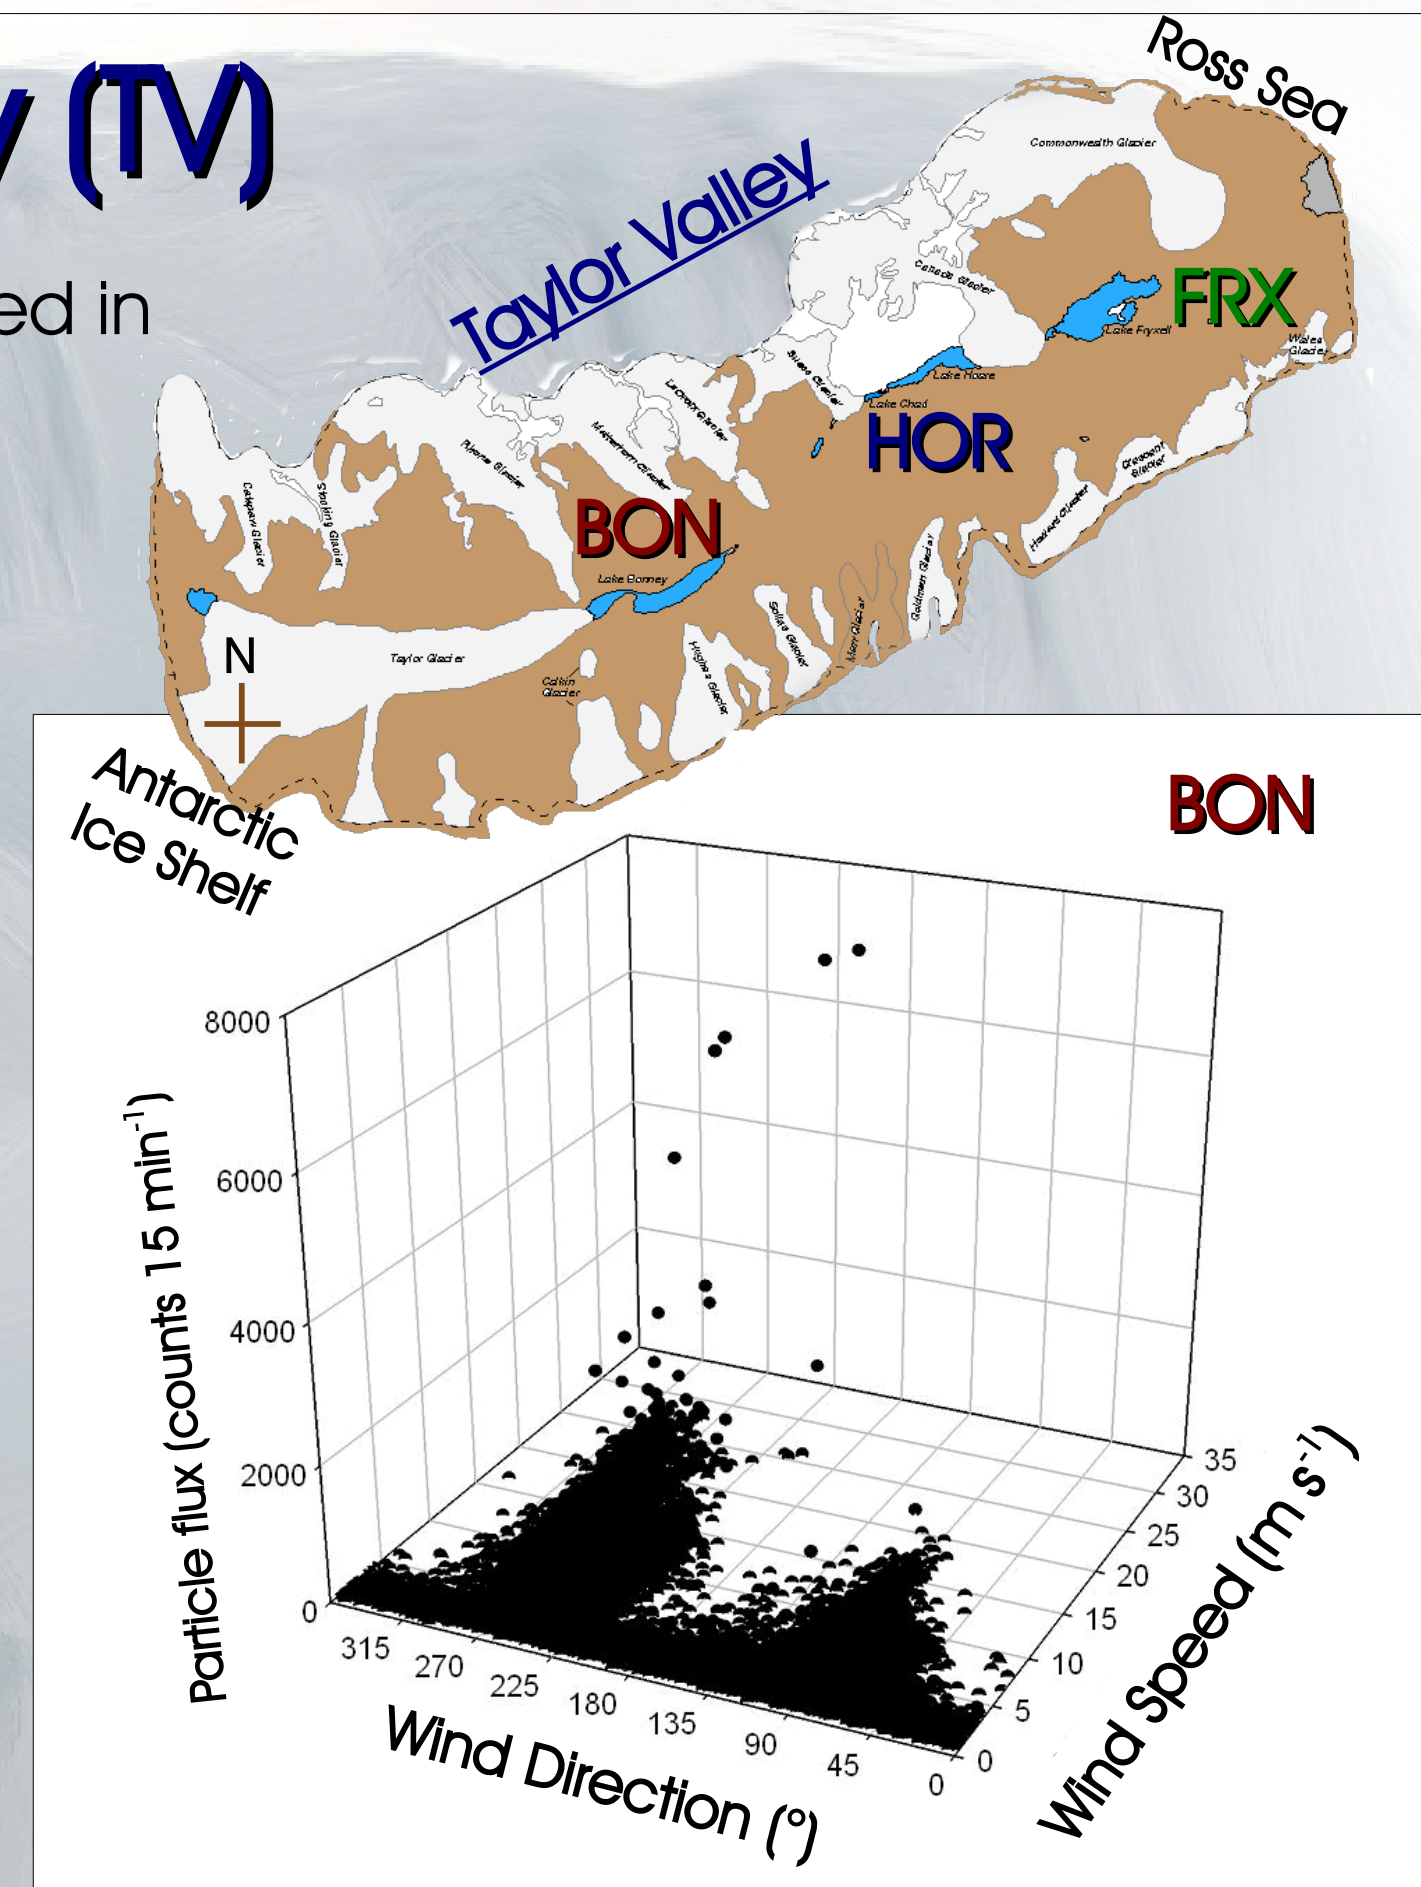 y (TV)
ed in
Taylor Valley
Ross Sea
Commonwealth Glacier
Canada Glacier
FRX
Lake Fryxell
Wales
Glacier
Suess Glacier
Lake Hoare
Lake Chad
HOR
Lacroix Glacier
Matterhorn Glacier
Rhone Glacier
Catspaw Glacier
Stocking Glacier
BON
Lake Bonney
Crescent
Glacier
Howard Glacier
Goldman Glacier
Marr Glacier
Sollas Glacier
Hughes Glacier
Calkin
Glacier
Taylor Glacier
N
Antarctic
Ice Shelf
BON
8000
6000
4000
2000
0
Particle flux (counts 15 min⁻¹)
315
270
225
180
135
90
45
0
Wind Direction (°)
35
30
25
20
15
10
5
0
Wind Speed (m s⁻¹)